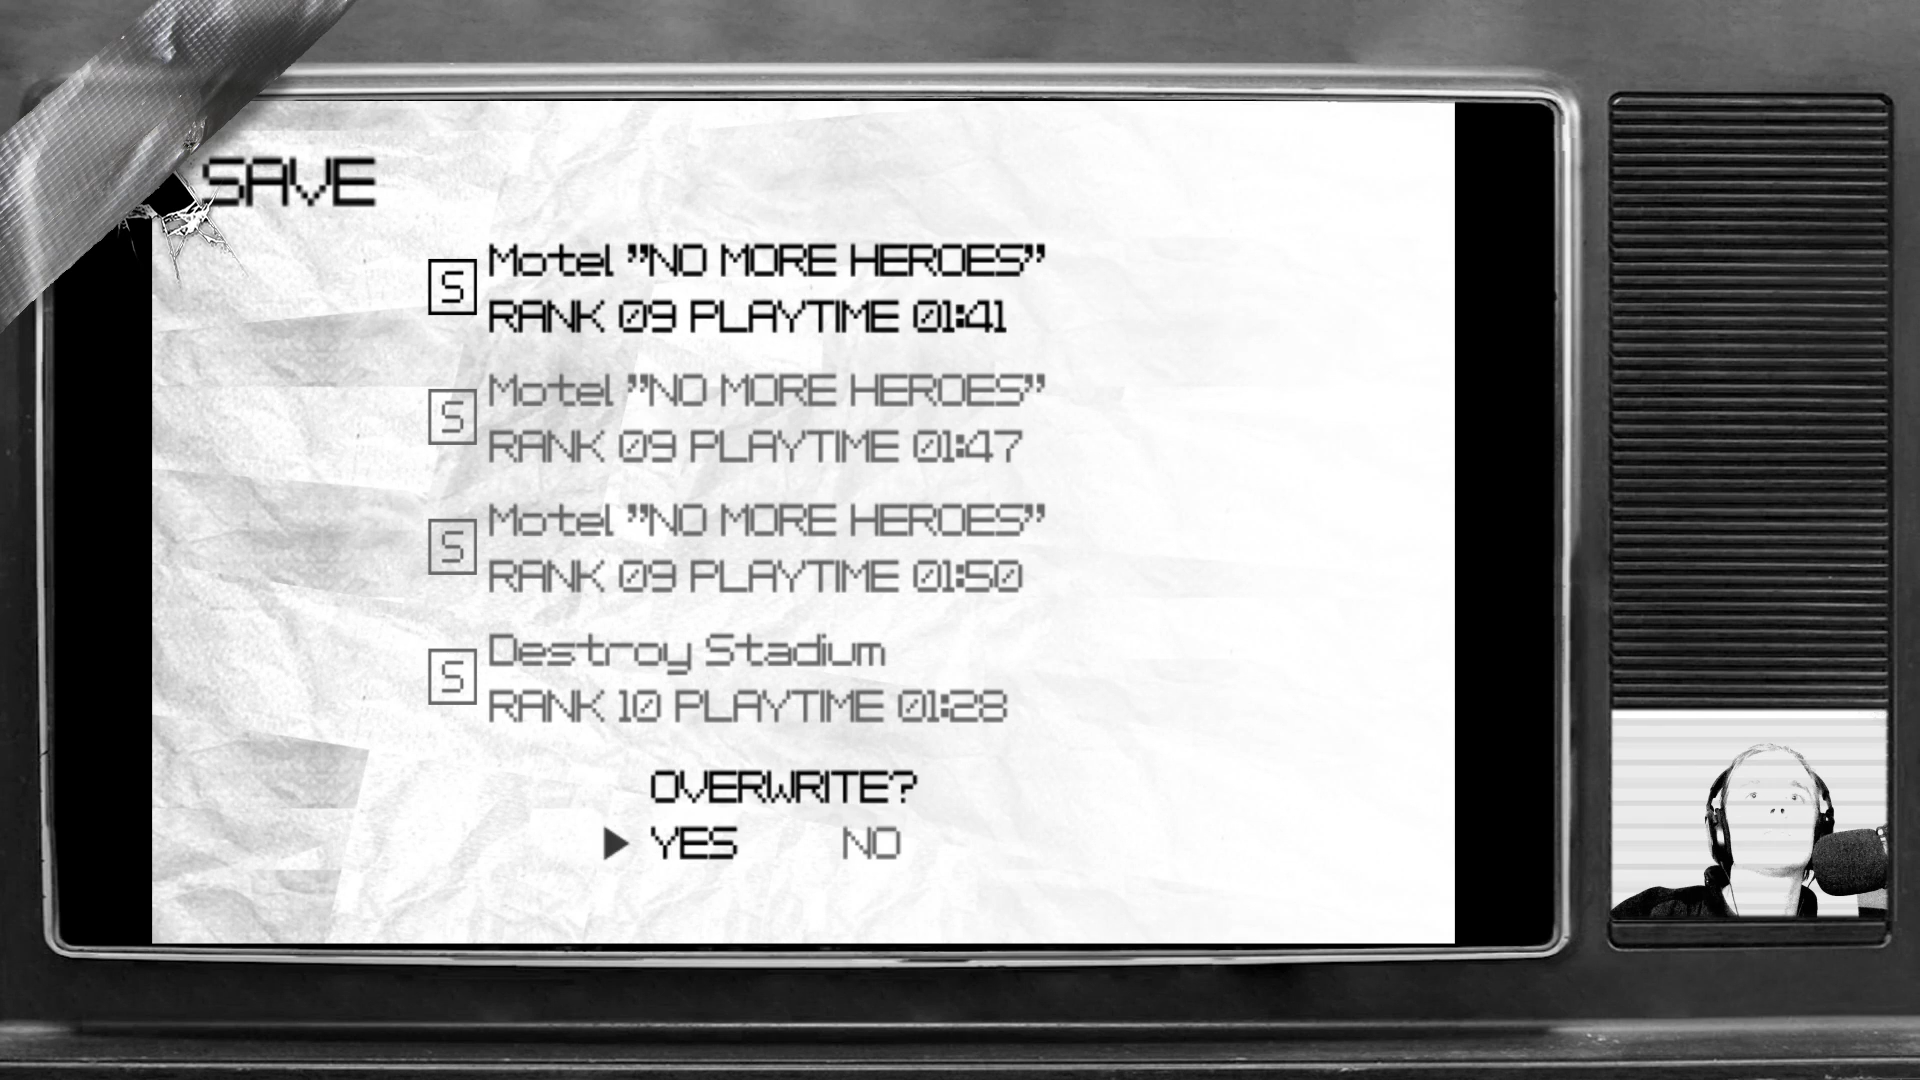 SAVE
S
Motel "NO MORE HEROES"
RANK 09 PLAYTIME 01:41
S
Motel "NO MORE HEROES"
RANK 09 PLAYTIME 01:47
S
Motel "NO MORE HEROES"
RANK 09 PLAYTIME 01:50
S
Destroy Stadium
RANK 10 PLAYTIME 01:28
OVERWRITE?
YES NO